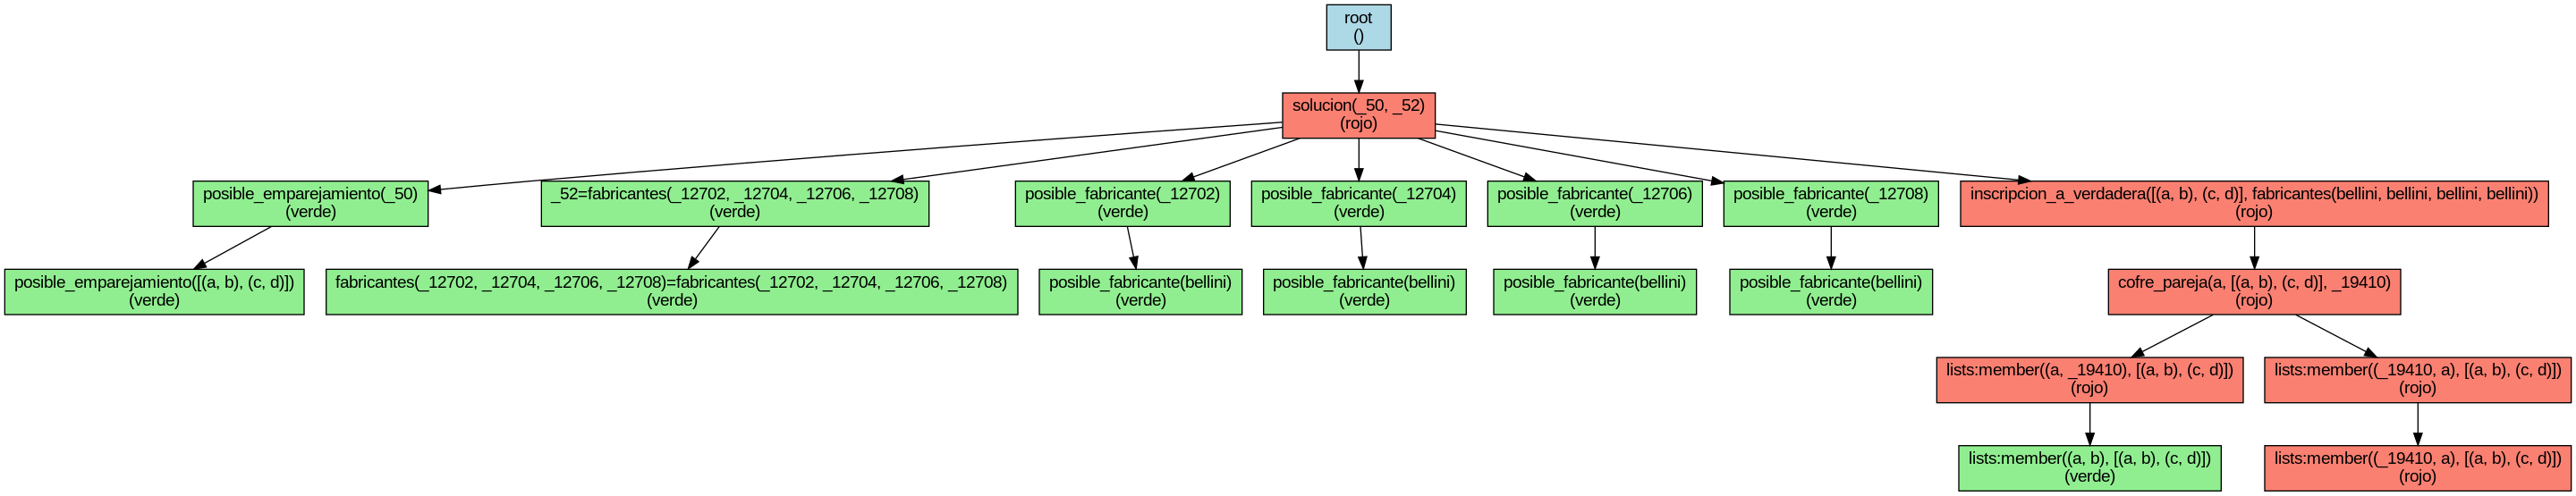 root
()
solucion(_50, _52)
(rojo)
posible_emparejamiento(_50)
(verde)
_52=fabricantes(_12702, _12704, _12706, _12708)
(verde)
posible_fabricante(_12702)
(verde)
posible_fabricante(_12704)
(verde)
posible_fabricante(_12706)
(verde)
posible_fabricante(_12708)
(verde)
inscripcion_a_verdadera([(a, b), (c, d)], fabricantes(bellini, bellini, bellini, bellini))
(rojo)
posible_emparejamiento([(a, b), (c, d)])
(verde)
fabricantes(_12702, _12704, _12706, _12708)=fabricantes(_12702, _12704, _12706, _12708)
(verde)
posible_fabricante(bellini)
(verde)
posible_fabricante(bellini)
(verde)
posible_fabricante(bellini)
(verde)
posible_fabricante(bellini)
(verde)
cofre_pareja(a, [(a, b), (c, d)], _19410)
(rojo)
lists:member((a, _19410), [(a, b), (c, d)])
(rojo)
lists:member((_19410, a), [(a, b), (c, d)])
(rojo)
lists:member((a, b), [(a, b), (c, d)])
(verde)
lists:member((_19410, a), [(a, b), (c, d)])
(rojo)